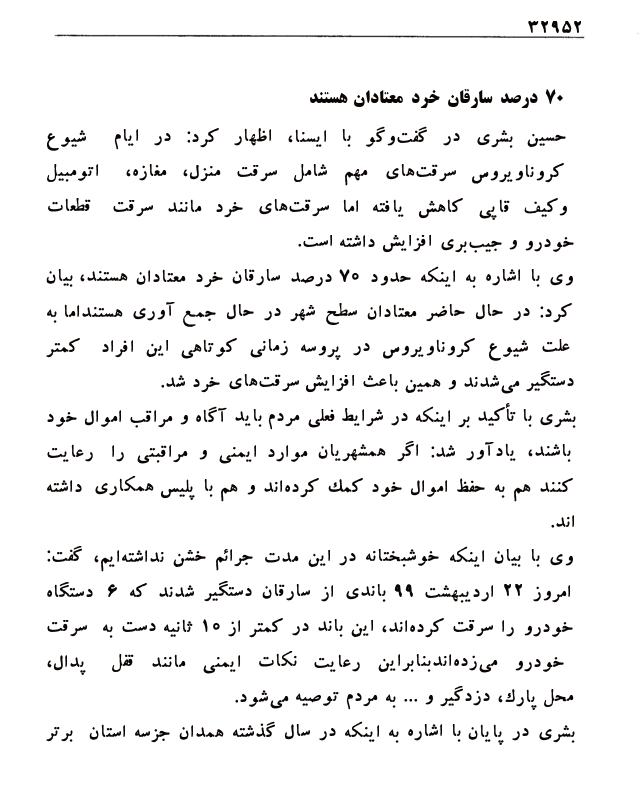 ۳۲۹۵۲
۷۰ درصد سارقان خرد معتادان هستند
حسین بشری در گفت‌وگو با ایسنا، اظهار کرد: در ایام شیوع
کروناویروس سرقت‌های مهم شامل سرقت منزل، مغازه، اتومبیل
وکیف قاپی کاهش یافته اما سرقت‌های خرد مانند سرقت قطعات
خودرو و جیب‌بری افزایش داشته است.
وی با اشاره به اینکه حدود ۷۰ درصد سارقان خرد معتادان هستند، بیان
کرد: در حال حاضر معتادان سطح شهر در حال جمع آوری هستنداما به
علت شیوع کروناویروس در پروسه زمانی کوتاهی این افراد کمتر
دستگیر می‌شدند و همین باعث افزایش سرقت‌های خرد شد.
بشری با تأکید بر اینکه در شرایط فعلی مردم باید آگاه و مراقب اموال خود
باشند، یادآور شد: اگر همشهریان موارد ایمنی و مراقبتی را رعایت
کنند هم به حفظ اموال خود کمك کرده‌اند و هم با پلیس همکاری داشته
اند.
وی با بیان اینکه خوشبختانه در این مدت جرائم خشن نداشته‌ایم، گفت:
امروز ۲۲ اردیبهشت ۹۹ باندی از سارقان دستگیر شدند که ۶ دستگاه
خودرو را سرقت کرده‌اند، این باند در کمتر از ۱۰ ثانیه دست به سرقت
خودرو می‌زده‌اندبنابراین رعایت نکات ایمنی مانند قفل پدال،
محل پارك، دزدگیر و ... به مردم توصیه می‌شود.
بشری در پایان با اشاره به اینکه در سال گذشته همدان جزسه استان برتر